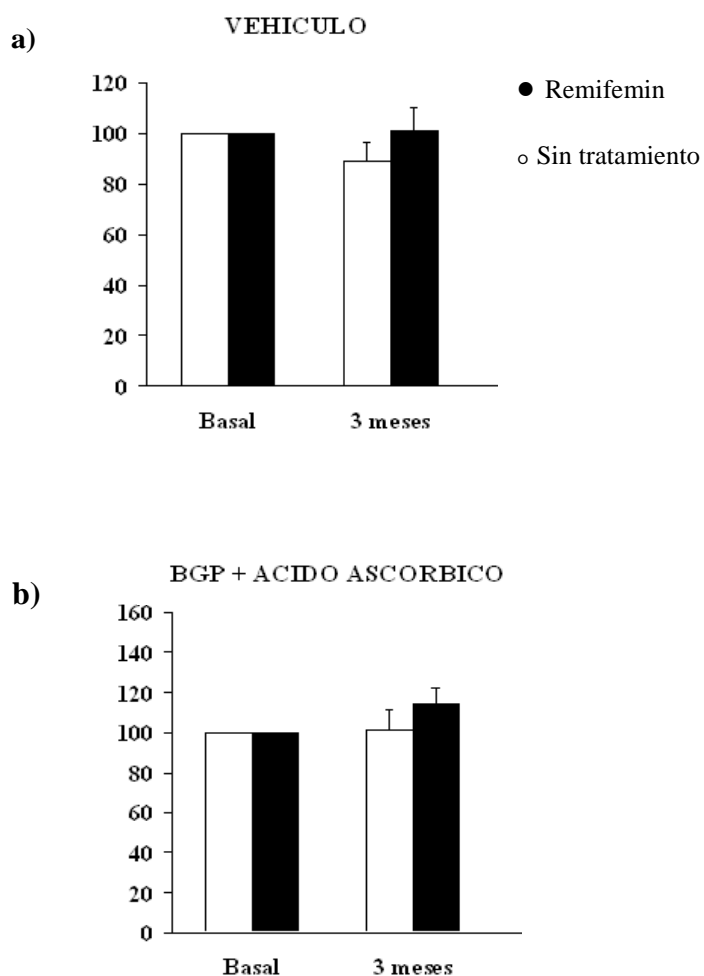 a)
VEHICULO
120
100
80
60
40
20
0
Basal
3 meses
● Remifemin
○ Sin tratamiento
b)
BGP + ACIDO ASCORBICO
160
140
120
100
80
60
40
20
0
Basal
3 meses